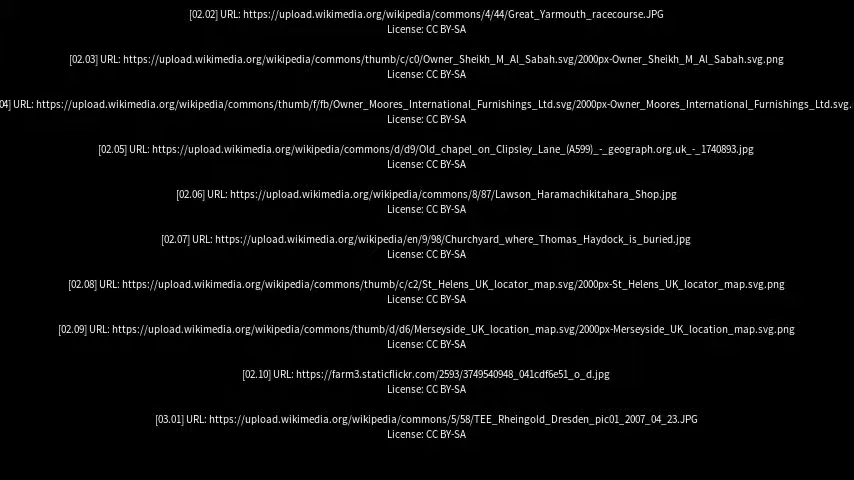 [02.02] URL: https://upload.wikimedia.org/wikipedia/commons/4/44/Great_Yarmouth_racecourse.JPG
License: CC BY-SA
[02.03] URL: https://upload.wikimedia.org/wikipedia/commons/thumb/c/c0/Owner_Sheikh_M_Al_Sabah.svg/2000px-Owner_Sheikh_M_Al_Sabah.svg.png
License: CC BY-SA
04] URL: https://upload.wikimedia.org/wikipedia/commons/thumb/f/fb/Owner_Moores_International_Furnishings_Ltd.svg/2000px-Owner_Moores_International_Furnishings_Ltd.svg.
License: CC BY-SA
[02.05] URL: https://upload.wikimedia.org/wikipedia/commons/d/d9/Old_chapel_on_Clipsley_Lane_(A599)_-_geograph.org.uk_-_1740893.jpg
License: CC BY-SA
[02.06] URL: https://upload.wikimedia.org/wikipedia/commons/8/87/Lawson_Haramachikitahara_Shop.jpg
License: CC BY-SA
[02.07] URL: https://upload.wikimedia.org/wikipedia/en/9/98/Churchyard_where_Thomas_Haydock_is_buried.jpg
License: CC BY-SA
[02.08] URL: https://upload.wikimedia.org/wikipedia/commons/thumb/c/c2/St_Helens_UK_locator_map.svg/2000px-St_Helens_UK_locator_map.svg.png
License: CC BY-SA
[02.09] URL: https://upload.wikimedia.org/wikipedia/commons/thumb/d/d6/Merseyside_UK_location_map.svg/2000px-Merseyside_UK_location_map.svg.png
License: CC BY-SA
[02.10] URL: https://farm3.staticflickr.com/2593/3749540948_041cdf6e51_o_d.jpg
License: CC BY-SA
[03.01] URL: https://upload.wikimedia.org/wikipedia/commons/5/58/TEE_Rheingold_Dresden_pic01_2007_04_23.JPG
License: CC BY-SA